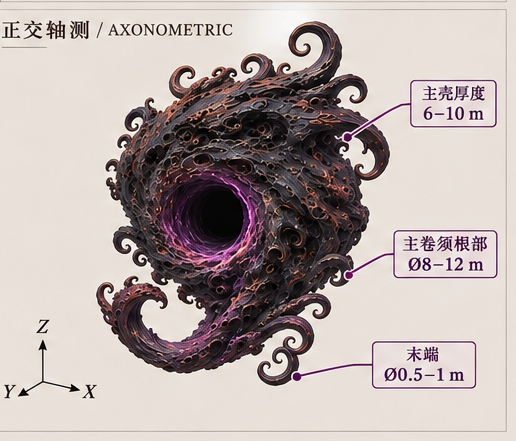 正交轴测 / AXONOMETRIC
主壳厚度
6–10 m
主卷须根部
Ø8–12 m
末端
Ø0.5–1 m
Z
Y
X